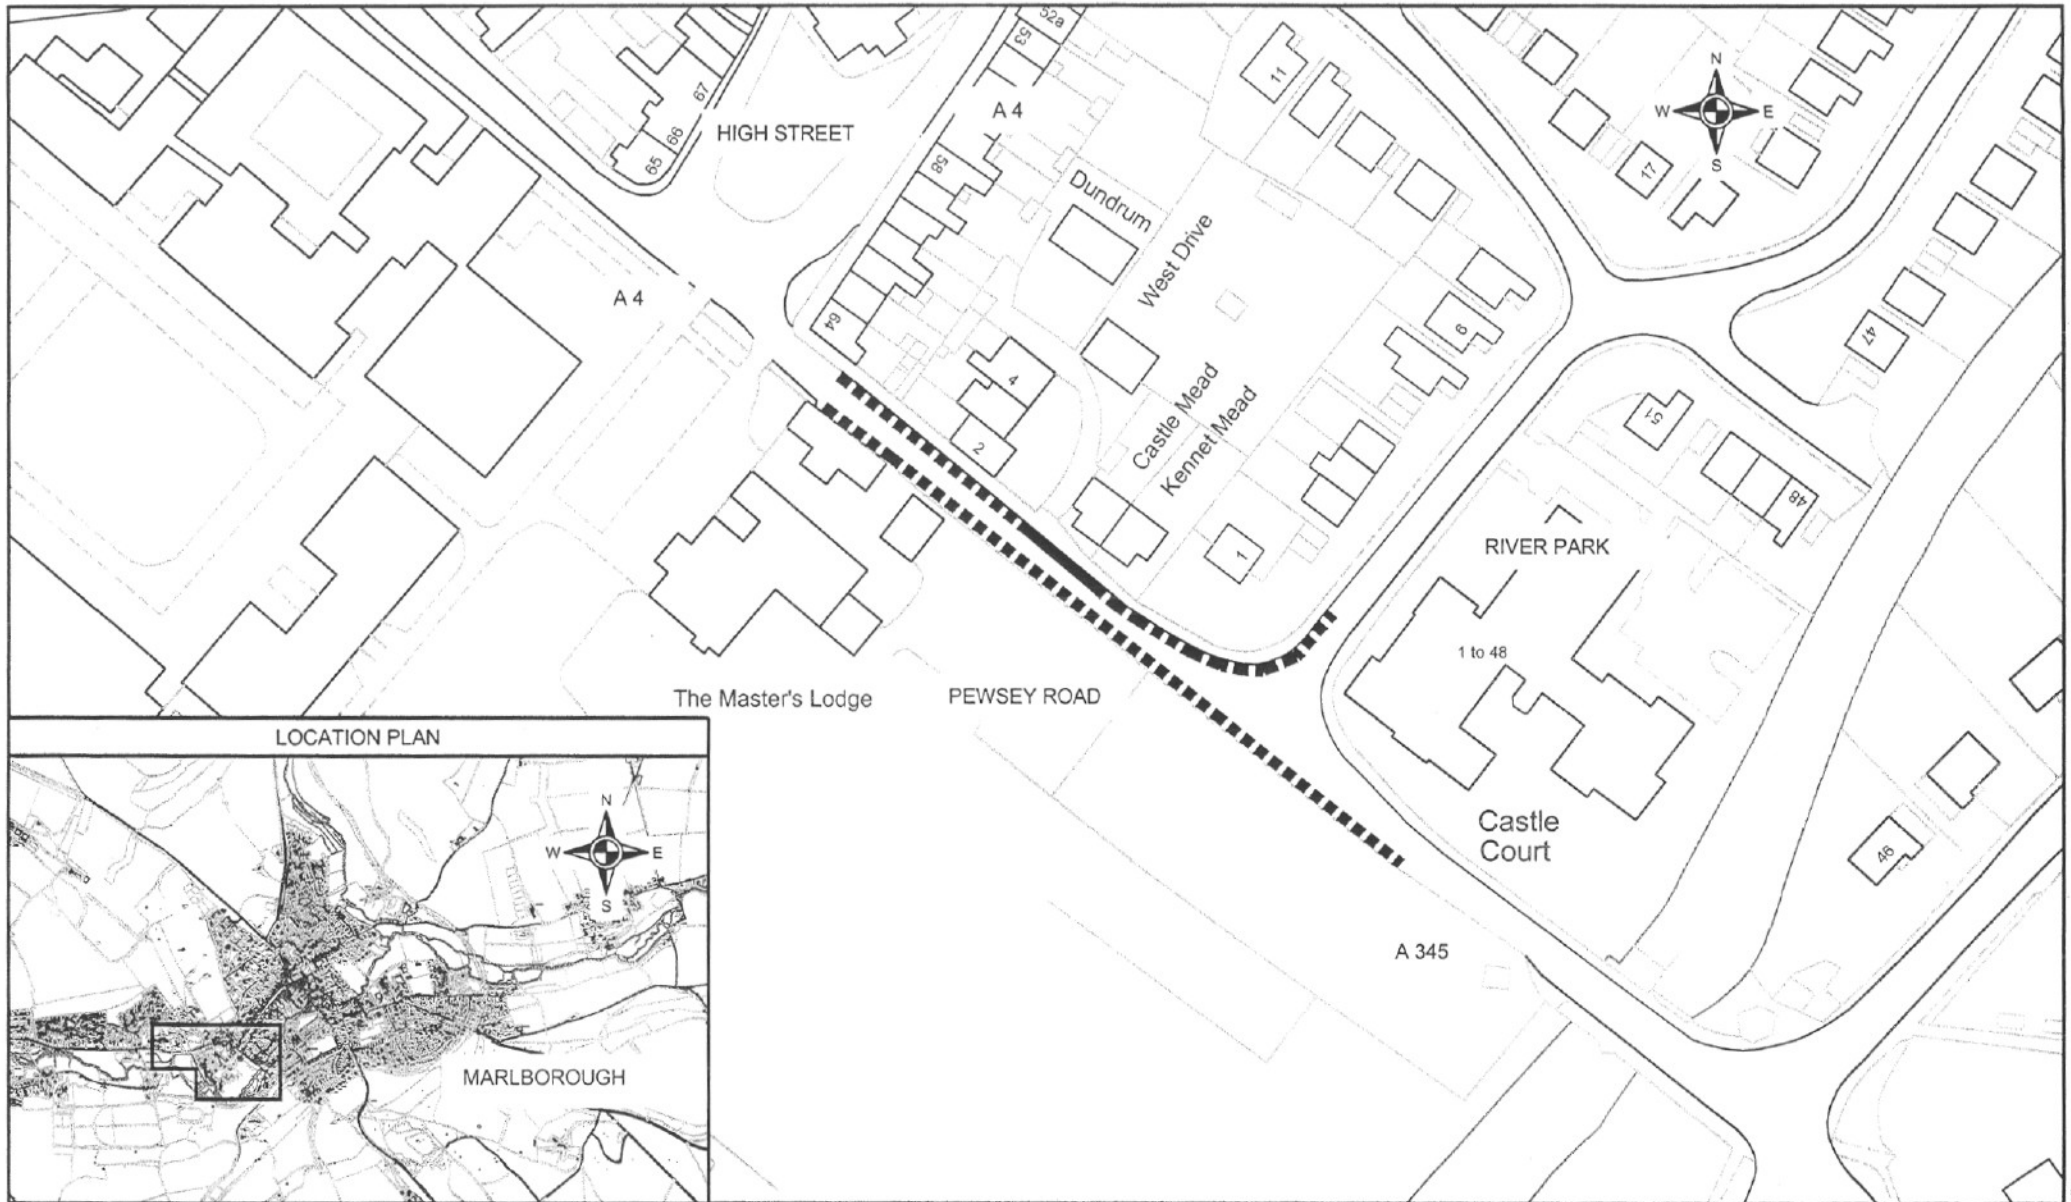 52a
53
11
N
A 4
67
W
E
HIGH STREET
66
65
58
S
17
Dundrum
West Drive
A 4
64
6
47
4
Castle Mead
Kennet Mead
2
51
48
1
RIVER PARK
1 to 48
The Master's Lodge
PEWSEY ROAD
LOCATION PLAN
N
W
E
S
Castle
Court
46
A 345
MARLBOROUGH